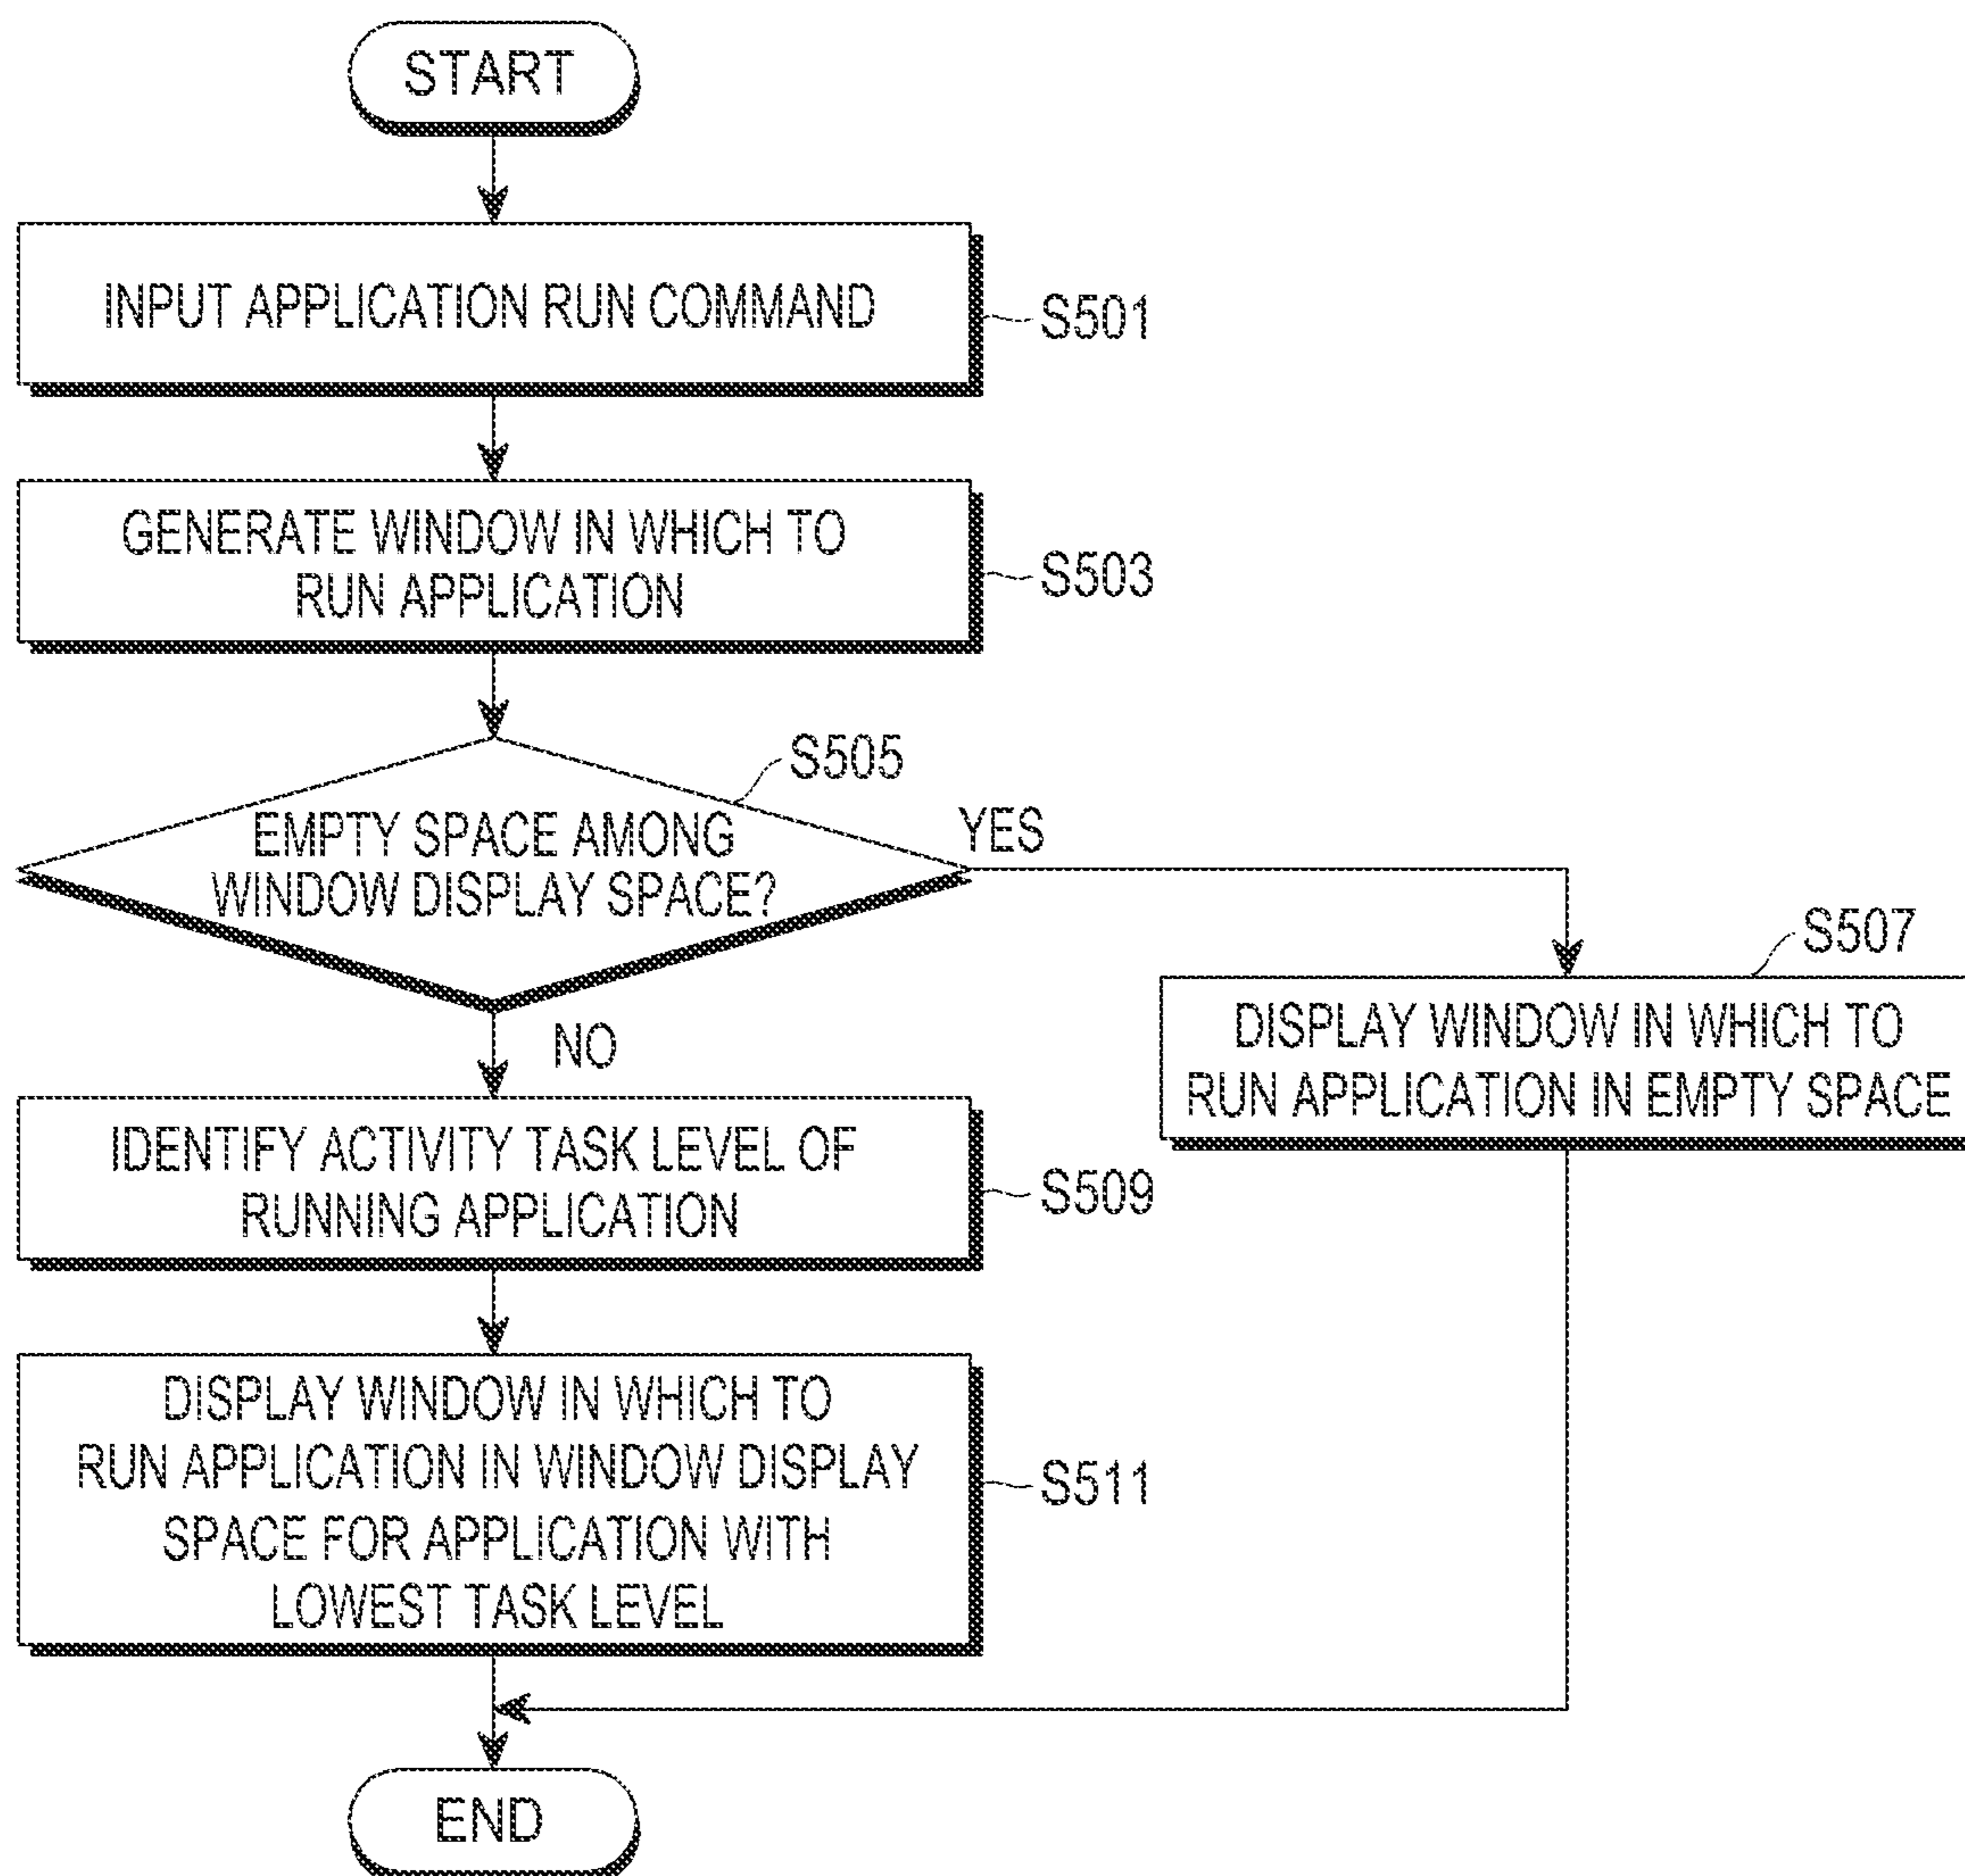 START
INPUT APPLICATION RUN COMMAND
S501
GENERATE WINDOW IN WHICH TO
RUN APPLICATION
S503
S505
EMPTY SPACE AMONG
WINDOW DISPLAY SPACE?
YES
NO
S507
DISPLAY WINDOW IN WHICH TO
RUN APPLICATION IN EMPTY SPACE
IDENTIFY ACTIVITY TASK LEVEL OF
RUNNING APPLICATION
S509
DISPLAY WINDOW IN WHICH TO
RUN APPLICATION IN WINDOW DISPLAY
SPACE FOR APPLICATION WITH
LOWEST TASK LEVEL
S511
END